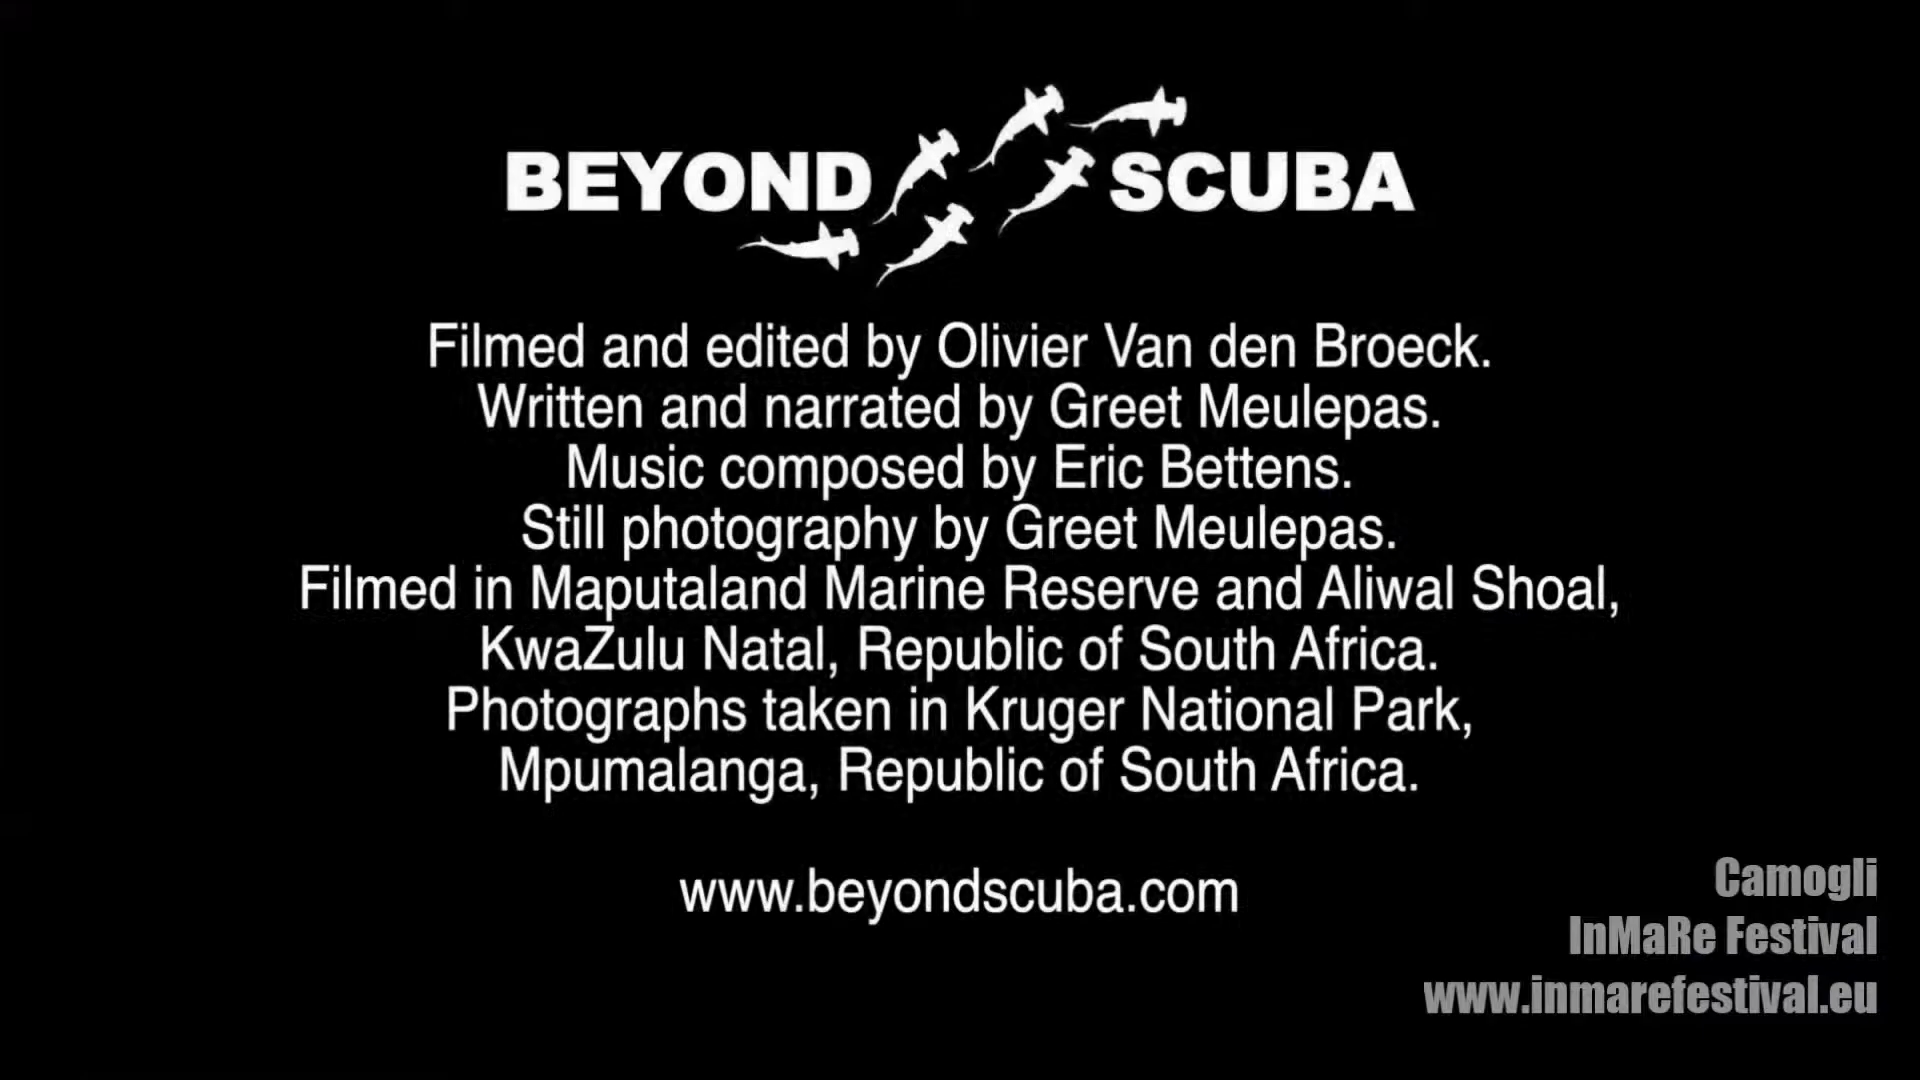 BEYOND SCUBA
Filmed and edited by Olivier Van den Broeck.
Written and narrated by Greet Meulepas.
Music composed by Eric Bettens.
Still photography by Greet Meulepas.
Filmed in Maputaland Marine Reserve and Aliwal Shoal,
KwaZulu Natal, Republic of South Africa.
Photographs taken in Kruger National Park,
Mpumalanga, Republic of South Africa.
www.beyondscuba.com
Camogli
InMaRe Festival
www.inmarefestival.eu